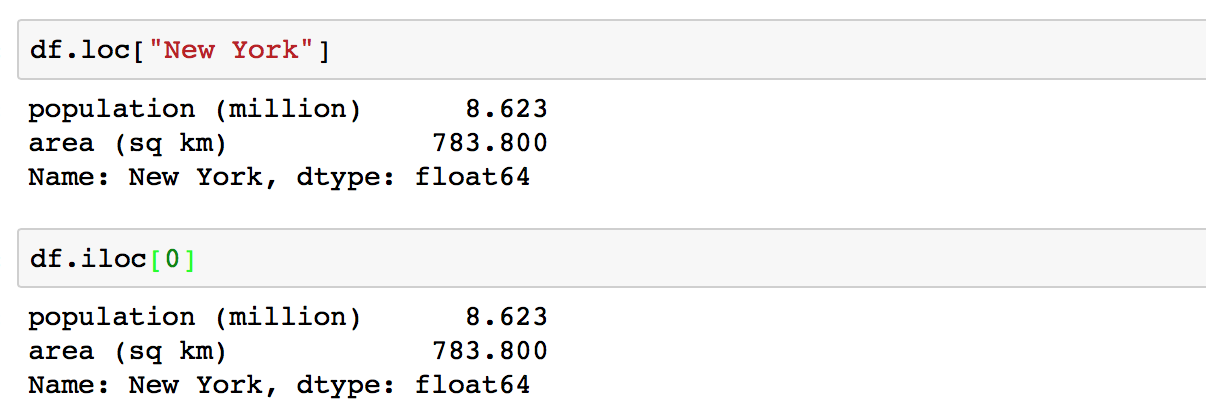 df.loc["New York"]
population (million)      8.623
area (sq km)            783.800
Name: New York, dtype: float64
df.iloc[0]
population (million)      8.623
area (sq km)            783.800
Name: New York, dtype: float64